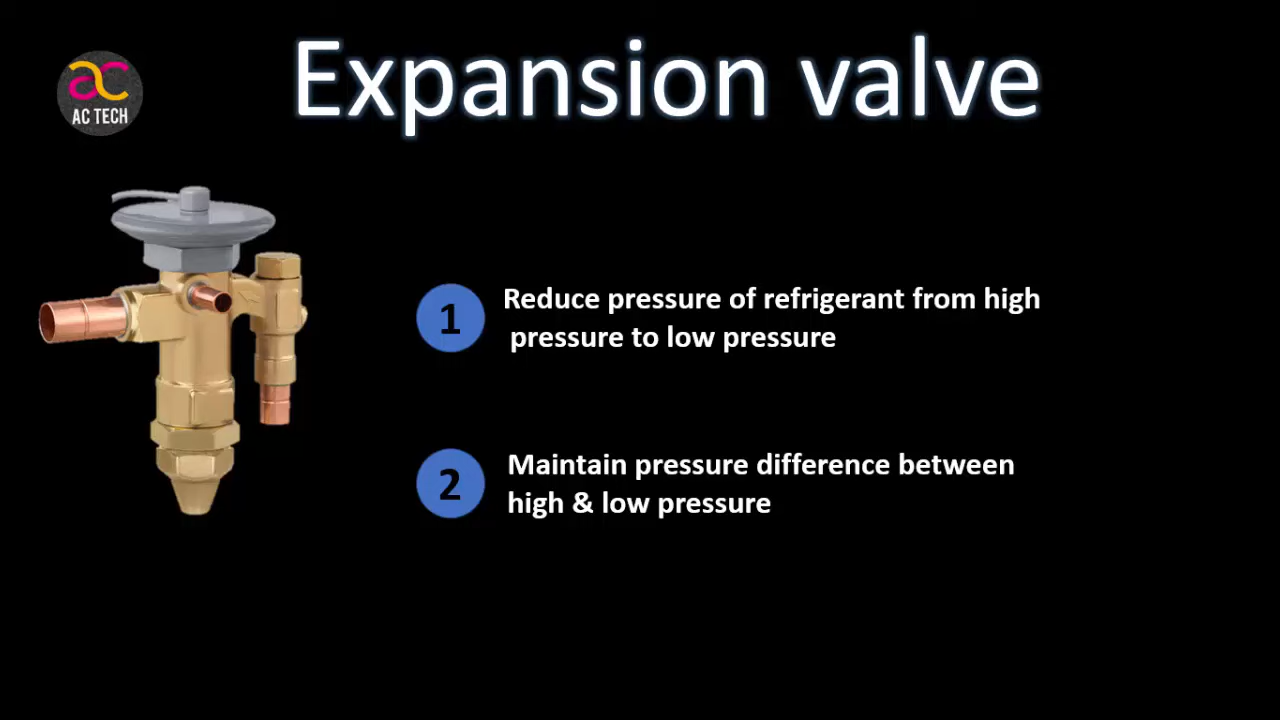 Expansion valve
ac
AC TECH
1
Reduce pressure of refrigerant from high
pressure to low pressure
2
Maintain pressure difference between
high & low pressure